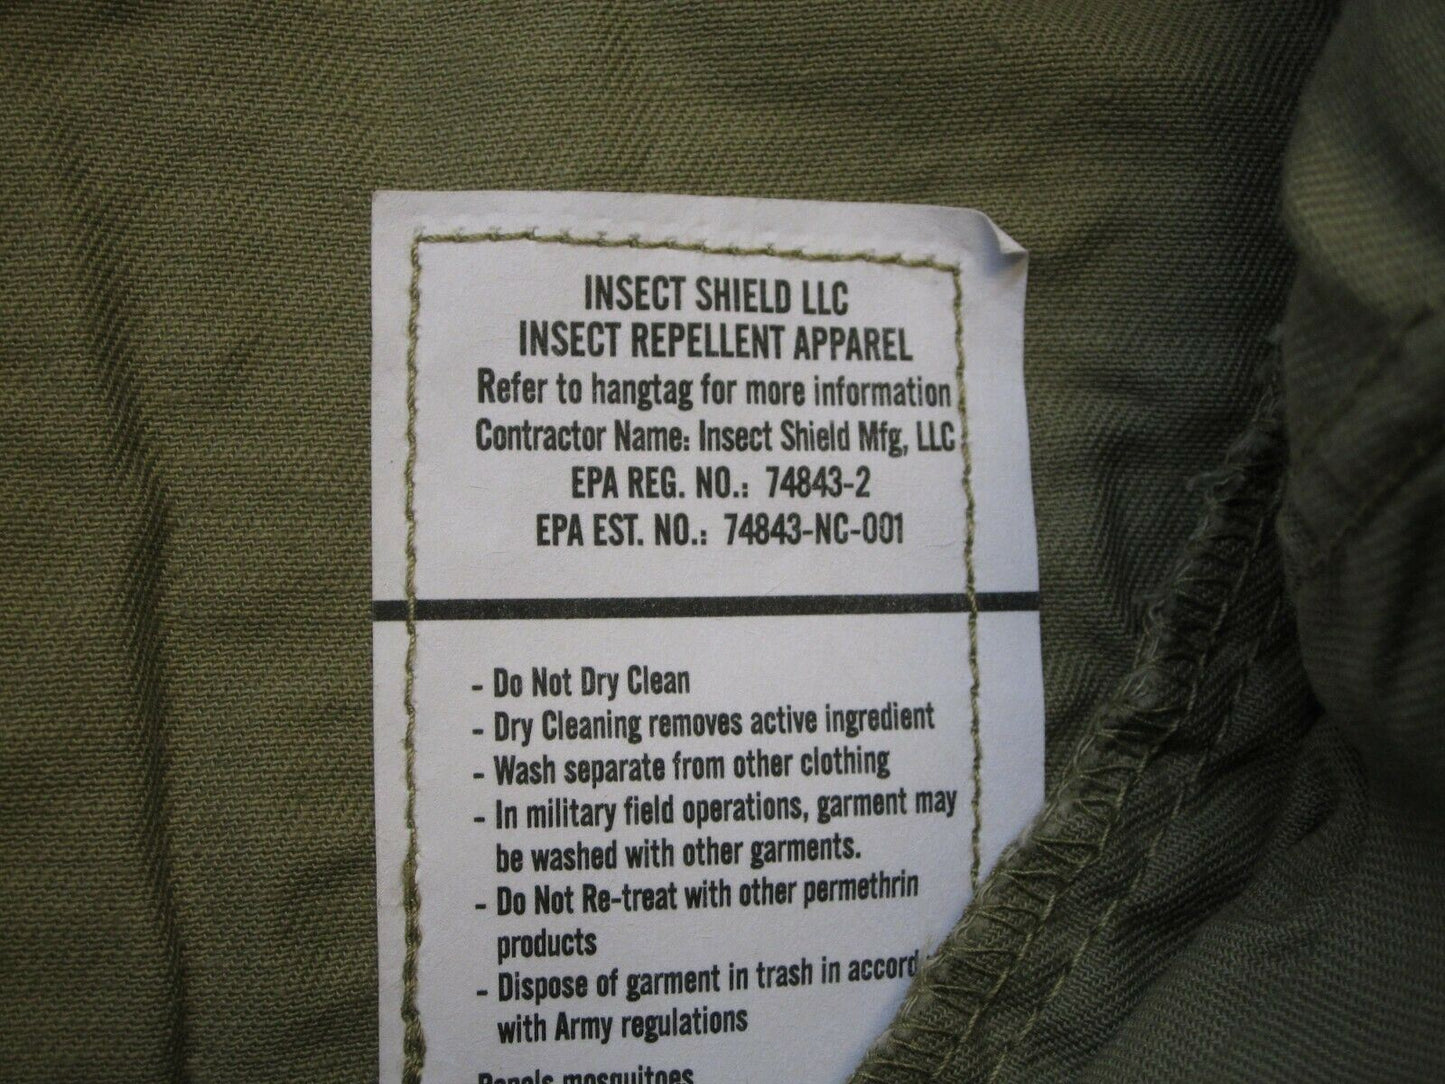 INSECT SHIELD LLC
INSECT REPELLENT APPAREL
Refer to hangtag for more information
Contractor Name: Insect Shield Mfg, LLC
EPA REG. NO.: 74843-2
EPA EST. NO.: 74843-NC-001
- Do Not Dry Clean
- Dry Cleaning removes active ingredient
- Wash separate from other clothing
- In military field operations, garment may
be washed with other garments.
- Do Not Re-treat with other permethrin
products
- Dispose of garment in trash in accord
with Army regulations
Repels mosquitoes